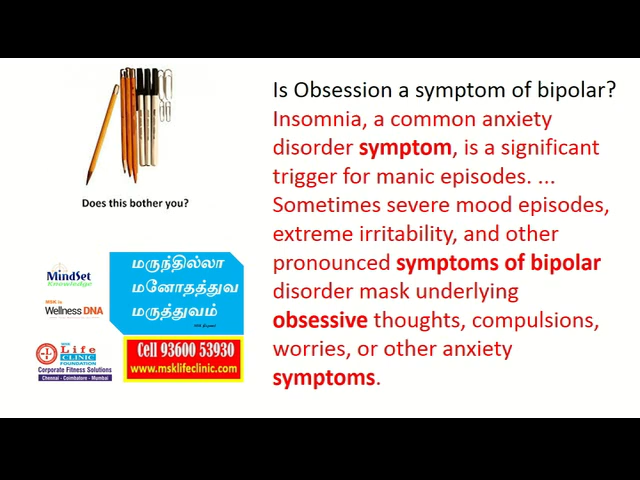 Does this bother you?
MindSet
Knowledge
Wellness DNA
Life
CLINIC
FOUNDATION
Corporate Fitness Solutions
Chennai - Coimbatore - Mumbai
மருந்தில்லா
மனோதத்துவ
மருத்துவம்
Cell 93600 53930
www.msklifeclinic.com
Is Obsession a symptom of bipolar?
Insomnia, a common anxiety
disorder symptom, is a significant
trigger for manic episodes. ...
Sometimes severe mood episodes,
extreme irritability, and other
pronounced symptoms of bipolar
disorder mask underlying
obsessive thoughts, compulsions,
worries, or other anxiety
symptoms.